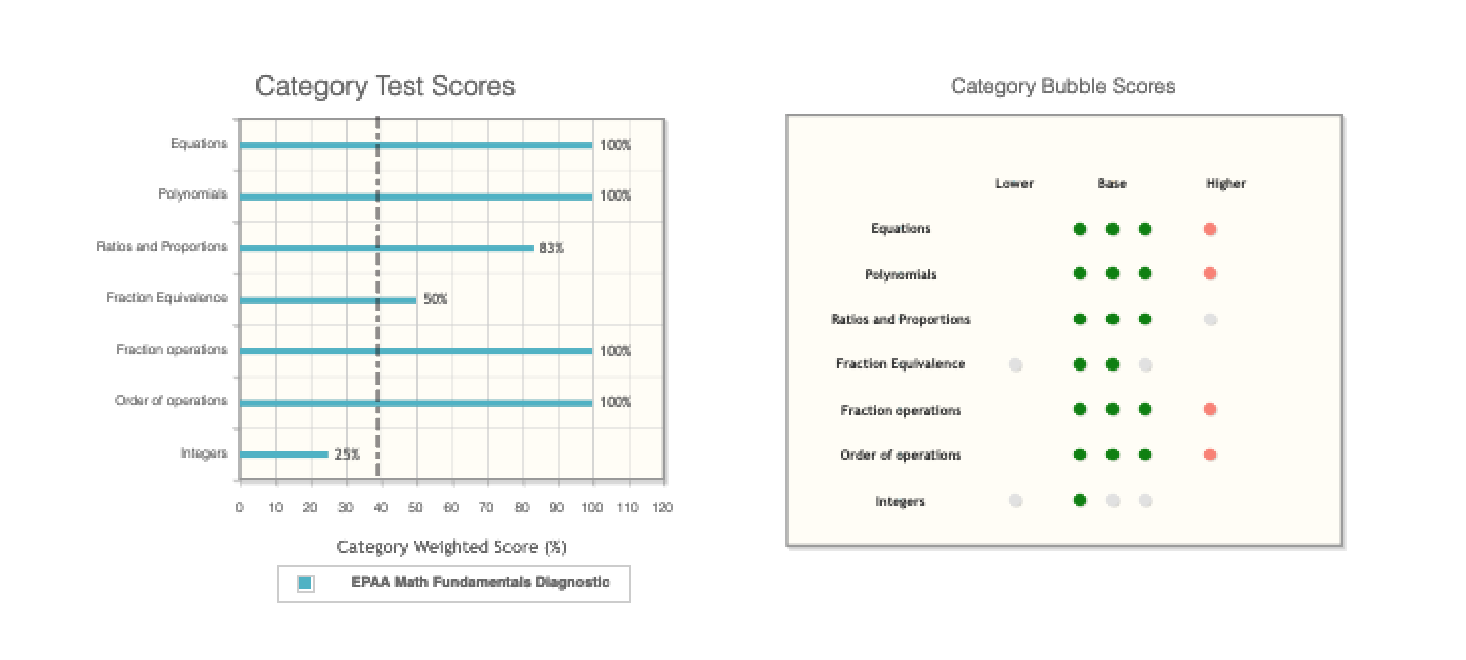 Category Test Scores
Equations 100%
Polynomials 100%
Ratios and Proportions 83%
Fraction Equivalence 50%
Fraction operations 100%
Order of operations 100%
Integers 25%
0 10 20 30 40 50 60 70 80 90 100 110 120
Category Weighted Score (%)
EPAA Math Fundamentals Diagnostic
Category Bubble Scores
Lower Base Higher
Equations
Polynomials
Ratios and Proportions
Fraction Equivalence
Fraction operations
Order of operations
Integers